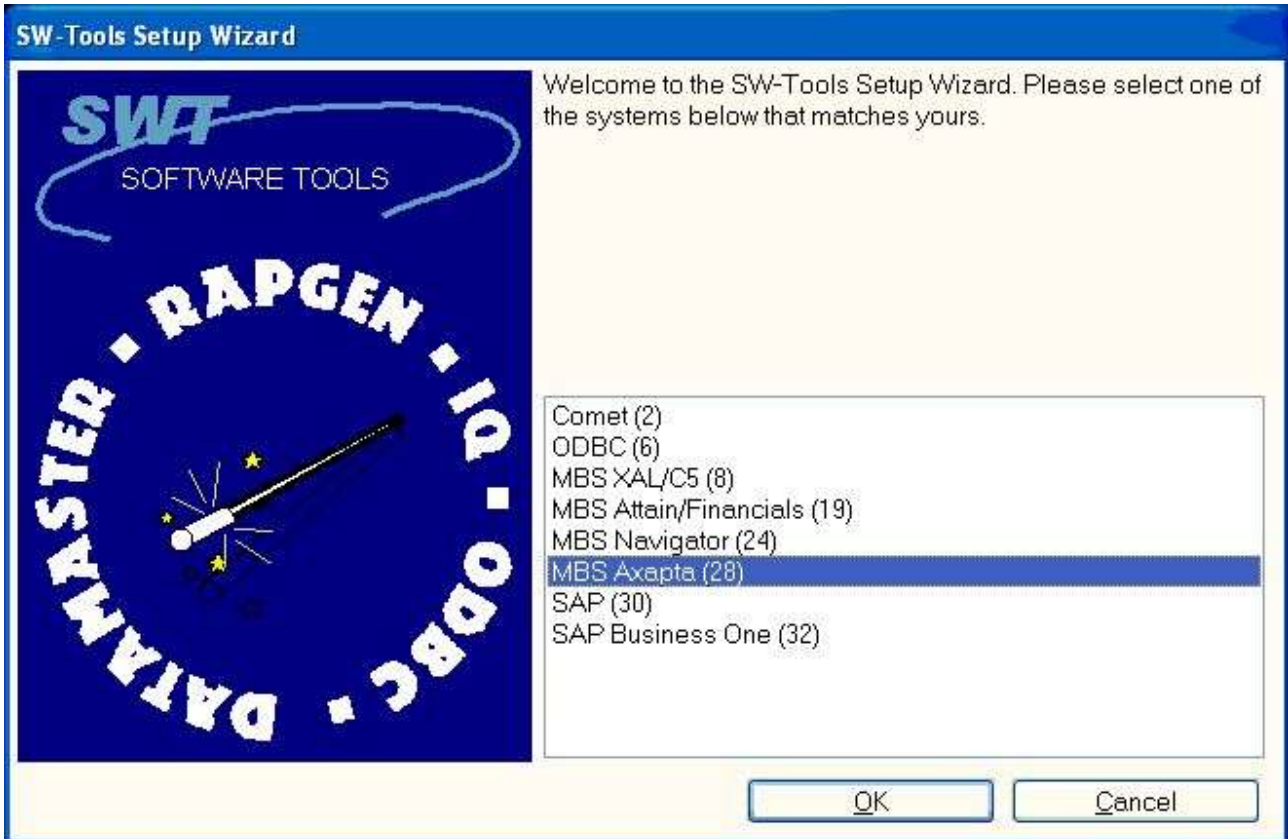 SW-Tools Setup Wizard
SWT
SOFTWARE TOOLS
DATAMASTER · RAPGEN · IQ · ODBC ·
Welcome to the SW-Tools Setup Wizard. Please select one of
the systems below that matches yours.
Comet (2)
ODBC (6)
MBS XAL/C5 (8)
MBS Attain/Financials (19)
MBS Navigator (24)
MBS Axapta (28)
SAP (30)
SAP Business One (32)
OK
Cancel